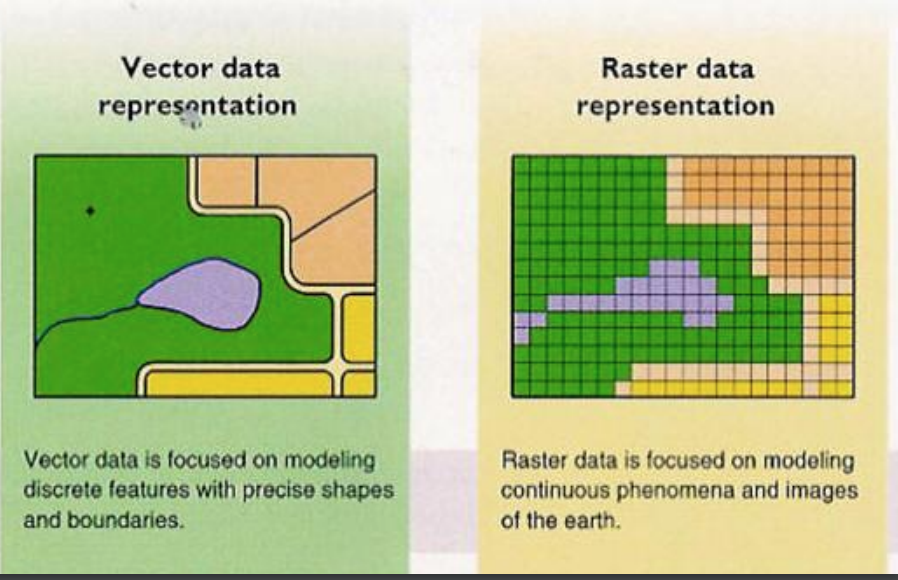 Vector data
representation
Vector data is focused on modeling
discrete features with precise shapes
and boundaries.
Raster data
representation
Raster data is focused on modeling
continuous phenomena and images
of the earth.